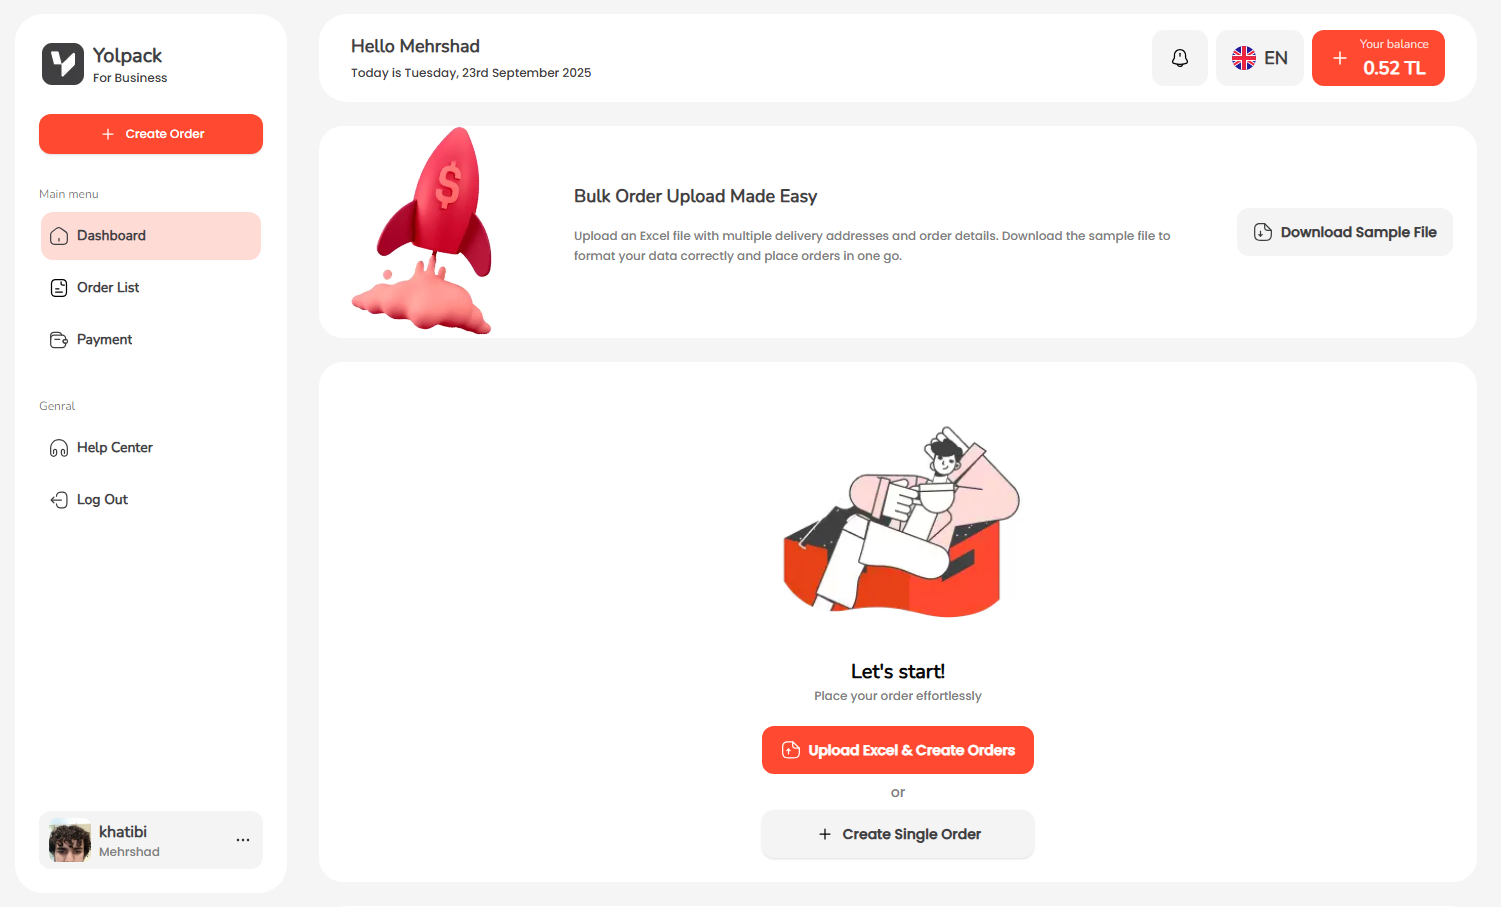 Yolpack
For Business
Create Order
Main menu
Dashboard
Order List
Payment
Genral
Help Center
Log Out
khatibi
Mehrshad
Hello Mehrshad
Today is Tuesday, 23rd September 2025
EN
Your balance
0.52 TL
$
Bulk Order Upload Made Easy
Upload an Excel file with multiple delivery addresses and order details. Download the sample file to
format your data correctly and place orders in one go.
Download Sample File
Let's start!
Place your order effortlessly
Upload Excel & Create Orders
or
Create Single Order